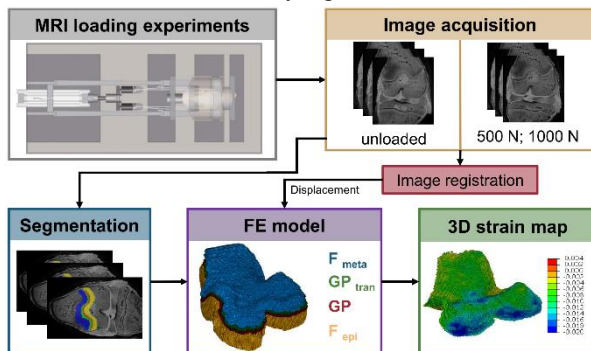 MRI loading experiments
Image acquisition
unloaded
500 N; 1000 N
Displacement
Image registration
Segmentation
FE model
3D strain map
F meta
GP tran
GP
F epi
0.004
0.002
0.000
-0.002
-0.004
-0.006
-0.008
-0.010
-0.012
-0.014
-0.016
-0.018
-0.020